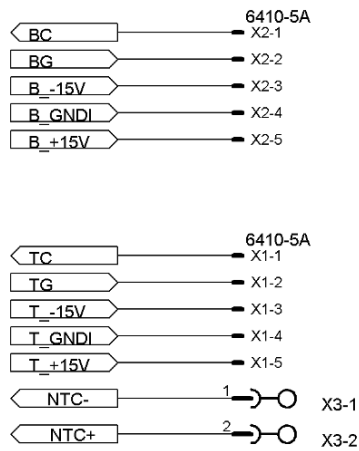 6410-5A
BC X2-1
BG X2-2
B_-15V X2-3
B_GNDI X2-4
B_+15V X2-5
6410-5A
TC X1-1
TG X1-2
T_-15V X1-3
T_GNDI X1-4
T_+15V X1-5
NTC- 1 X3-1
NTC+ 2 X3-2